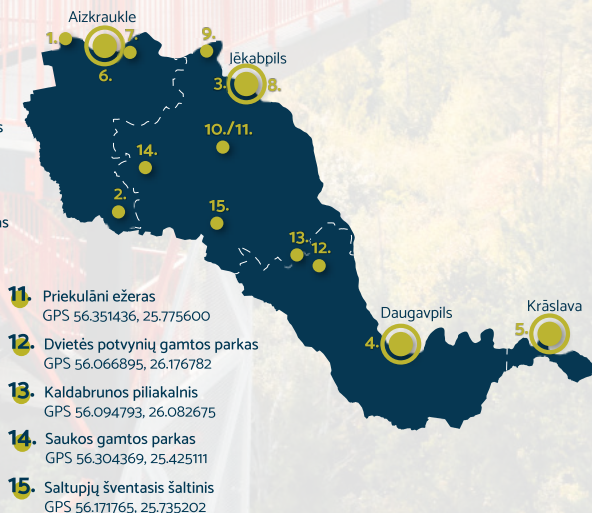 Aizkraukle
1.
7.
6.
9.
Jēkabpils
3.
8.
10./11.
14.
2.
15.
13.
12.
Daugavpils
4.
Krāslava
5.
s
as
11. Priekulāni ežeras
GPS 56.351436, 25.775600
12. Dvietės potvynių gamtos parkas
GPS 56.066895, 26.176782
13. Kaldabrunos piliakalnis
GPS 56.094793, 26.082675
14. Saukos gamtos parkas
GPS 56.304369, 25.425111
15. Saltupjų šventasis šaltinis
GPS 56.171765, 25.735202